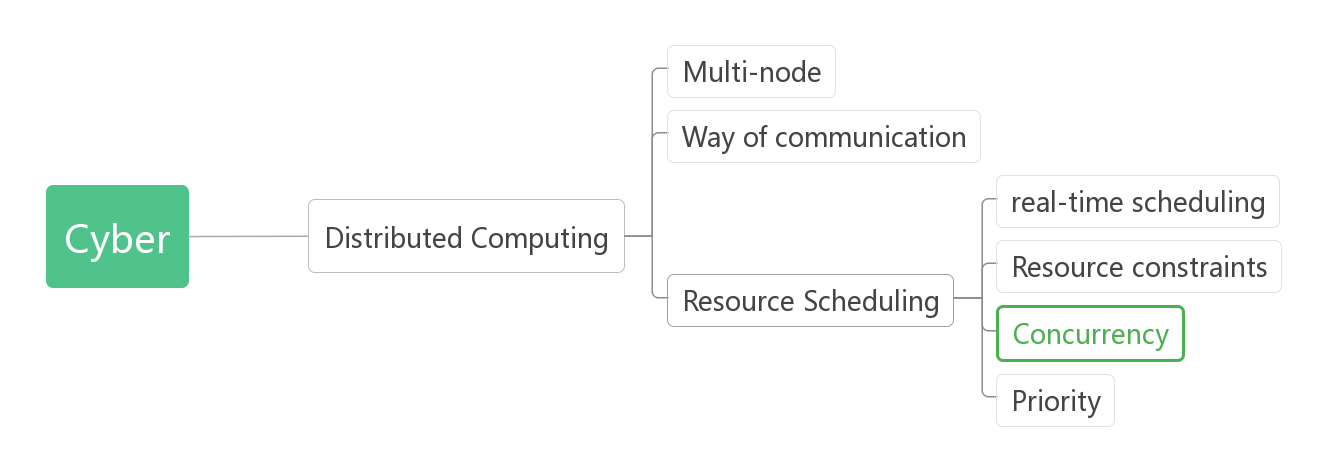 Cyber
Distributed Computing
Multi-node
Way of communication
Resource Scheduling
real-time scheduling
Resource constraints
Concurrency
Priority